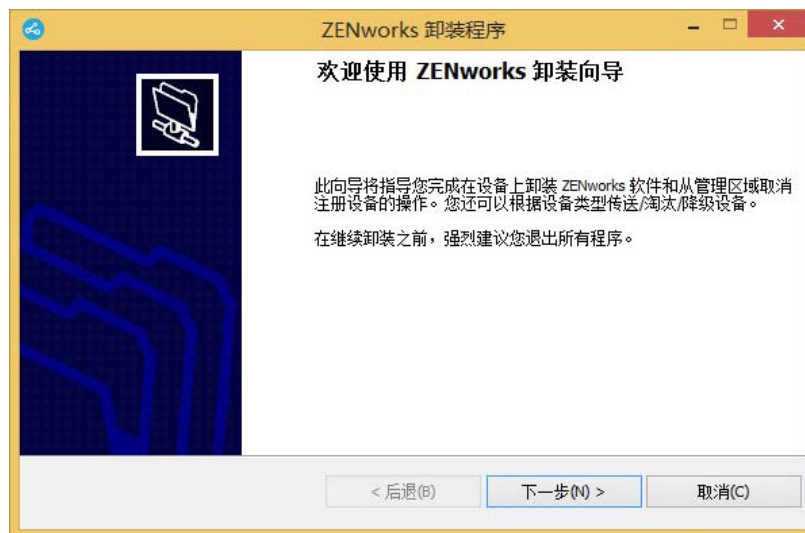 ZENworks 卸装程序
欢迎使用 ZENworks 卸装向导
此向导将指导您完成在设备上卸装 ZENworks 软件和从管理区域取消
注册设备的操作。您还可以根据设备类型传送/淘汰/降级设备。
在继续卸装之前，强烈建议您退出所有程序。
< 后退(B)
下一步(N) >
取消(C)